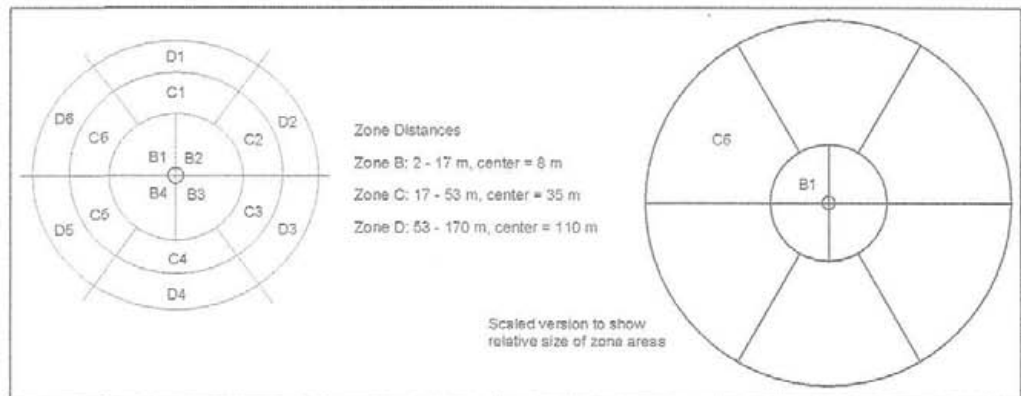 D1
C1
D6
D2
C6
C2
B1 B2
B4 B3
C5
C3
D5
D3
C4
D4
Zone Distances
Zone B: 2 - 17 m, center = 8 m
Zone C: 17 - 53 m, center = 35 m
Zone D: 53 - 170 m, center = 110 m
C6
B1
Scaled version to show
relative size of zone areas